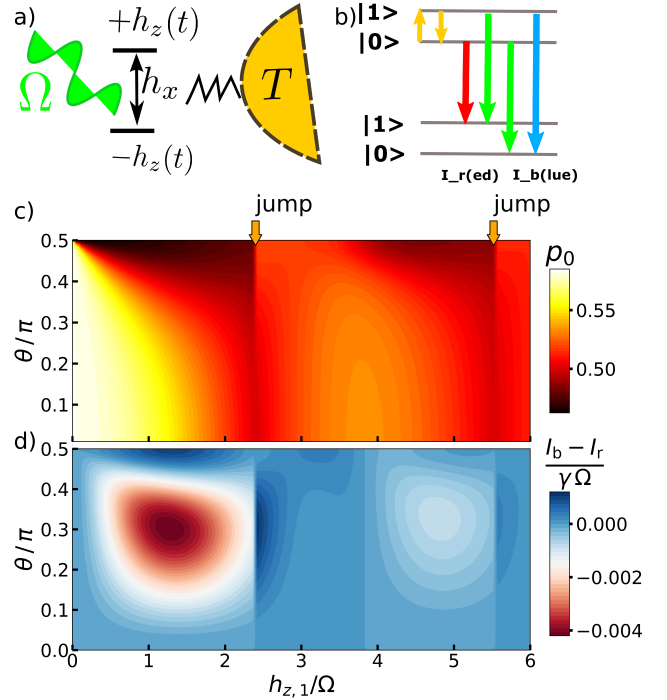 a)
+h_z(t)
Ω
h_x
T
−h_z(t)
b)
|1>
|0>
|1>
|0>
I_r(ed) I_b(lue)
c)
jump jump
0.5
0.4
0.3
0.2
0.1
θ/π
p_0
0.55
0.50
d)
0.5
0.4
0.3
0.2
0.1
0.0
θ/π
0 1 2 3 4 5 6
h_{z,1}/Ω
I_b − I_r
γΩ
0.000
−0.002
−0.004